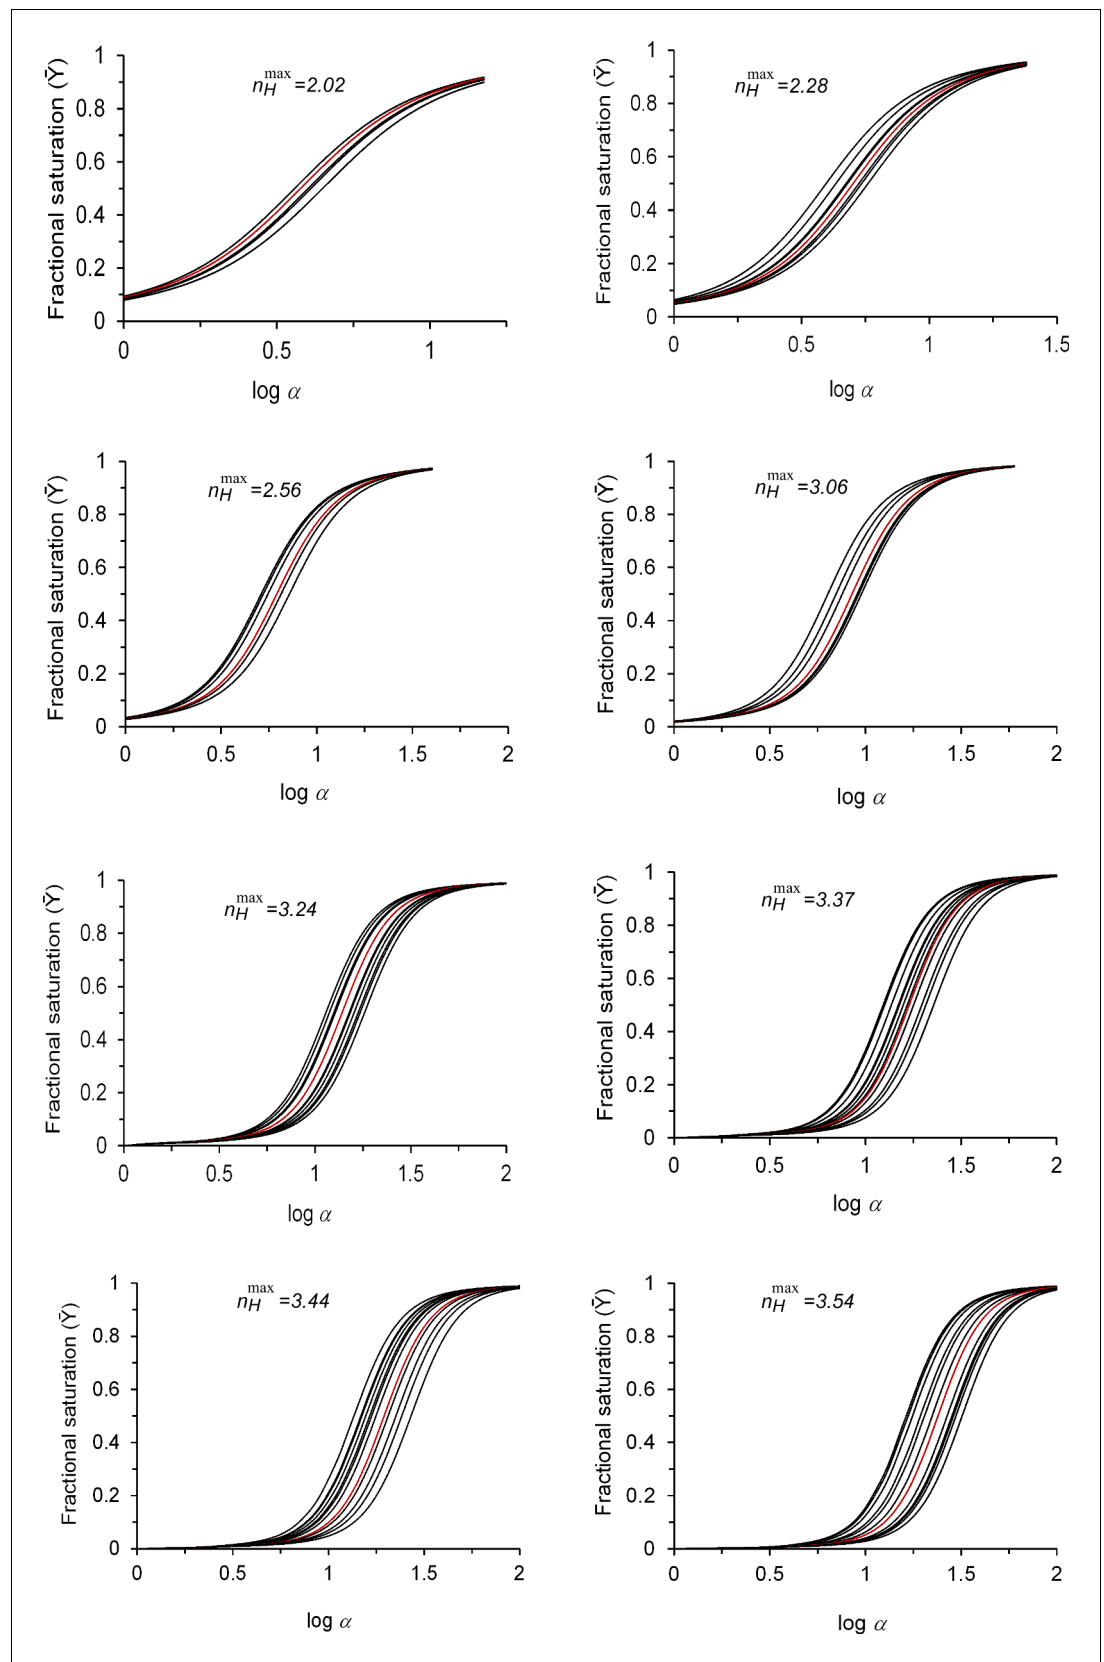 n_H^max =2.02
Fractional saturation (Ȳ)
1
0.8
0.6
0.4
0.2
0
0 0.5 1
log α
n_H^max =2.28
Fractional saturation (Ȳ)
1
0.8
0.6
0.4
0.2
0
0 0.5 1 1.5
log α
n_H^max =2.56
Fractional saturation (Ȳ)
1
0.8
0.6
0.4
0.2
0
0 0.5 1 1.5 2
log α
n_H^max =3.06
Fractional saturation (Ȳ)
1
0.8
0.6
0.4
0.2
0
0 0.5 1 1.5 2
log α
n_H^max =3.24
Fractional saturation (Ȳ)
1
0.8
0.6
0.4
0.2
0
0 0.5 1 1.5 2
log α
n_H^max =3.37
Fractional saturation (Ȳ)
1
0.8
0.6
0.4
0.2
0
0 0.5 1 1.5 2
log α
n_H^max =3.44
Fractional saturation (Ȳ)
1
0.8
0.6
0.4
0.2
0
0 0.5 1 1.5 2
log α
n_H^max =3.54
Fractional saturation (Ȳ)
1
0.8
0.6
0.4
0.2
0
0 0.5 1 1.5 2
log α